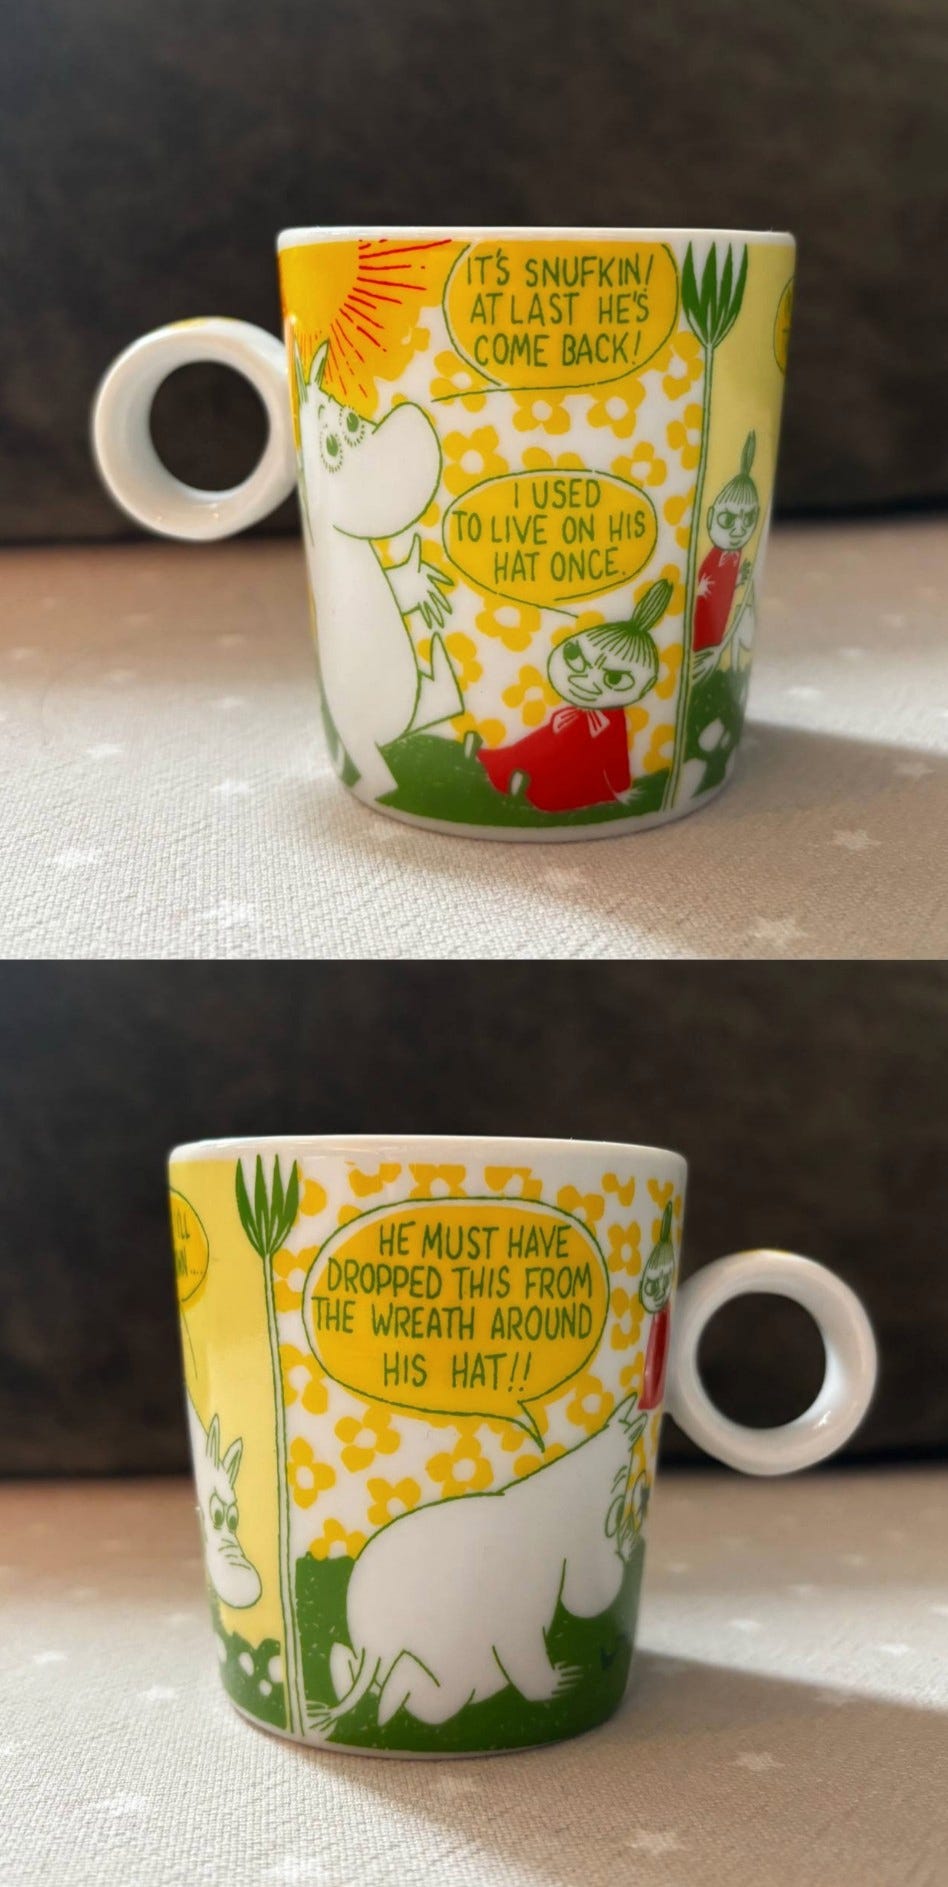 IT'S SNUFKIN!
AT LAST HE'S
COME BACK!
I USED
TO LIVE ON HIS
HAT ONCE.
HE MUST HAVE
DROPPED THIS FROM
THE WREATH AROUND
HIS HAT!!